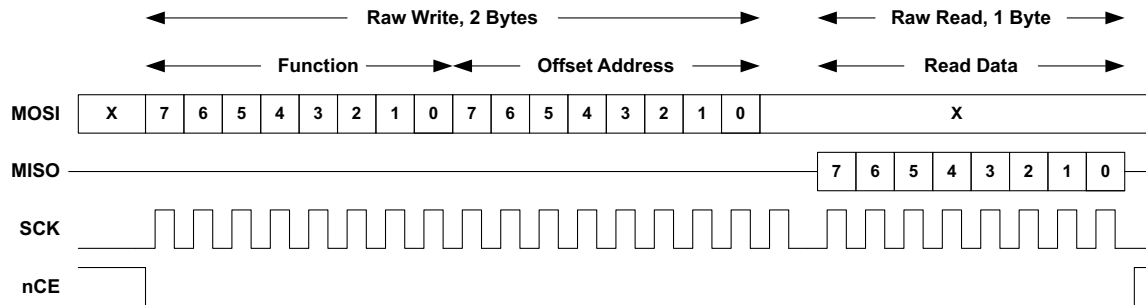 Raw Write, 2 Bytes Raw Read, 1 Byte
Function Offset Address Read Data
MOSI X 7 6 5 4 3 2 1 0 7 6 5 4 3 2 1 0 X
MISO 7 6 5 4 3 2 1 0
SCK
nCE